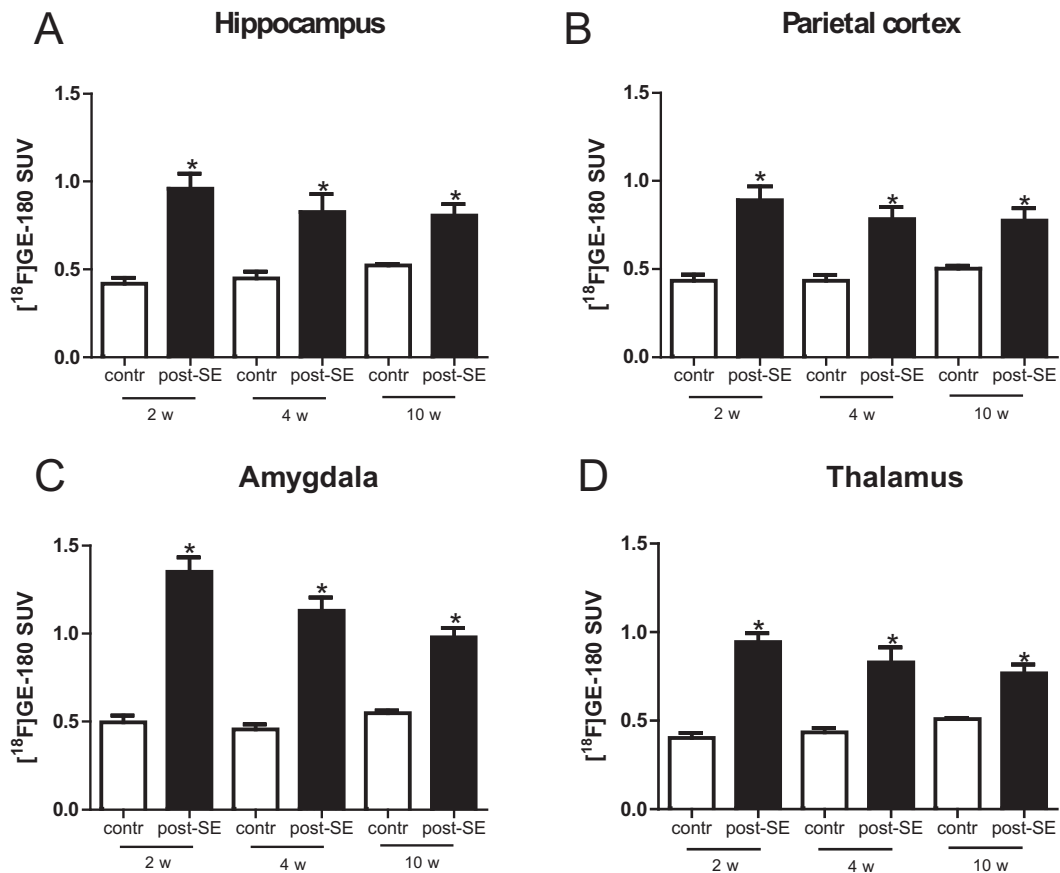 A Hippocampus
[¹⁸F]GE-180 SUV
1.5
1.0
0.5
0.0
* * *
contr post-SE contr post-SE contr post-SE
2 w 4 w 10 w
B Parietal cortex
[¹⁸F]GE-180 SUV
1.5
1.0
0.5
0.0
* * *
contr post-SE contr post-SE contr post-SE
2 w 4 w 10 w
C Amygdala
[¹⁸F]GE-180 SUV
1.5
1.0
0.5
0.0
* * *
contr post-SE contr post-SE contr post-SE
2 w 4 w 10 w
D Thalamus
[¹⁸F]GE-180 SUV
1.5
1.0
0.5
0.0
* * *
contr post-SE contr post-SE contr post-SE
2 w 4 w 10 w